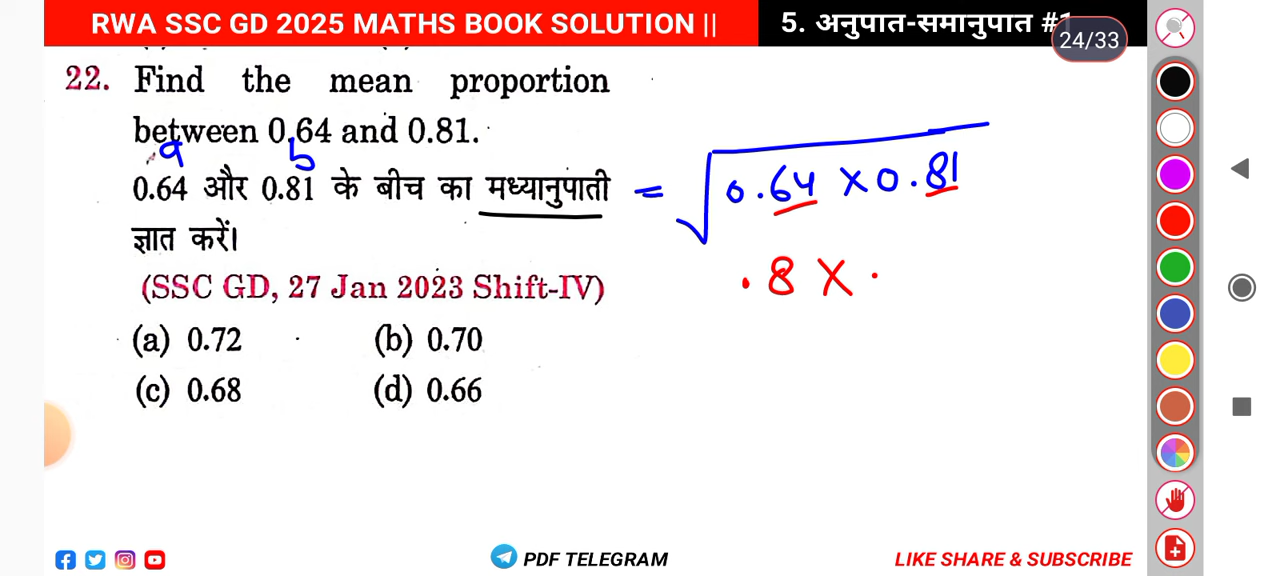 RWA SSC GD 2025 MATHS BOOK SOLUTION || 5. अनुपात-समानुपात #1
24/33
22. Find the mean proportion
between 0.64 and 0.81.
a b
0.64 और 0.81 के बीच का मध्यानुपाती = √0.64 × 0.81
ज्ञात करें।
.8 × .
(SSC GD, 27 Jan 2023 Shift-IV)
(a) 0.72 (b) 0.70
(c) 0.68 (d) 0.66
PDF TELEGRAM LIKE SHARE & SUBSCRIBE